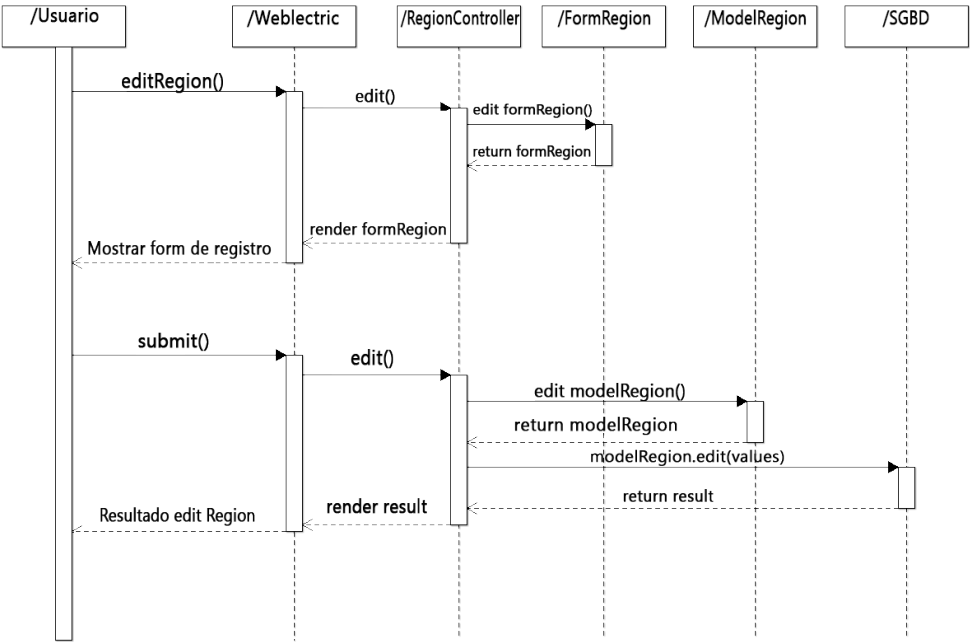 /Usuario
/Weblectric
/RegionController
/FormRegion
/ModelRegion
/SGBD
editRegion()
edit()
edit formRegion()
return formRegion
render formRegion
Mostrar form de registro
submit()
edit()
edit modelRegion()
return modelRegion
modelRegion.edit(values)
return result
render result
Resultado edit Region